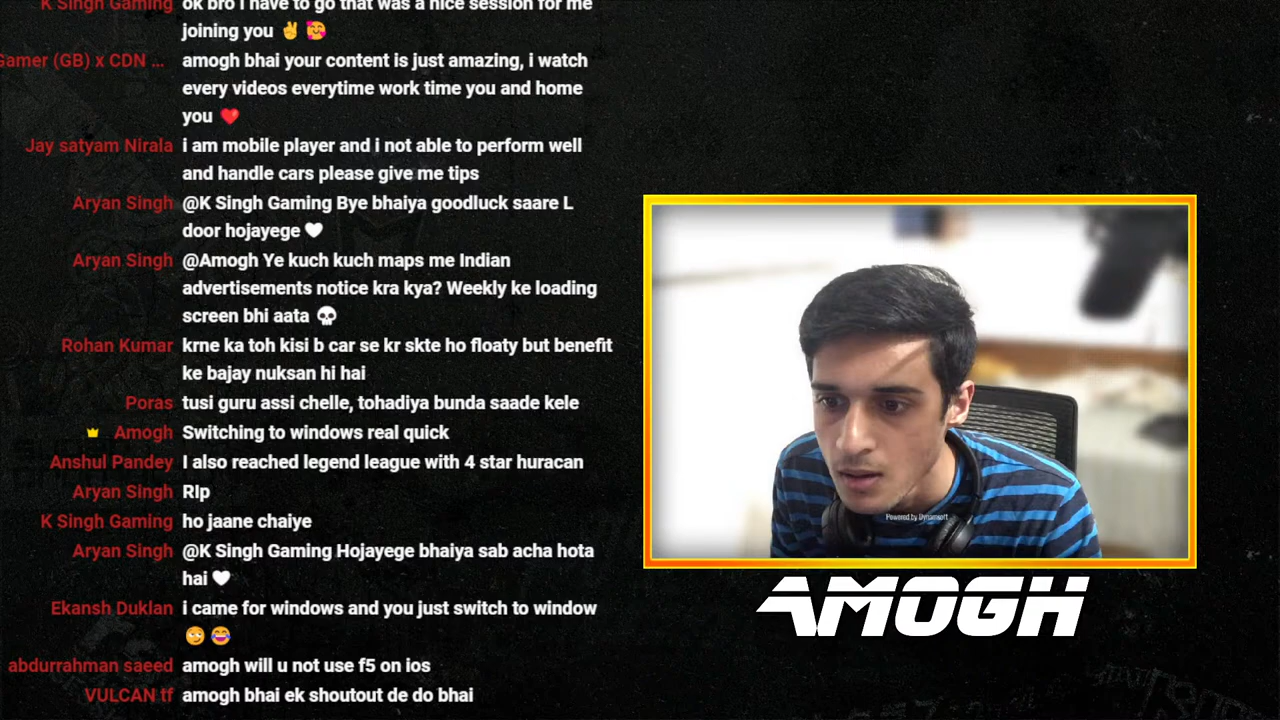 K Singh Gaming ok bro i have to go that was a nice session for me
joining you ✌️ 🥰
Gamer (GB) x CDN ... amogh bhai your content is just amazing, i watch
every videos everytime work time you and home
you ❤️
Jay satyam Nirala i am mobile player and i not able to perform well
and handle cars please give me tips
Aryan Singh @K Singh Gaming Bye bhaiya goodluck saare L
door hojayege 🤍
Aryan Singh @Amogh Ye kuch kuch maps me Indian
advertisements notice kra kya? Weekly ke loading
screen bhi aata 💀
Rohan Kumar krne ka toh kisi b car se kr skte ho floaty but benefit
ke bajay nuksan hi hai
Poras tusi guru assi chelle, tohadiya bunda saade kele
Amogh Switching to windows real quick
Anshul Pandey I also reached legend league with 4 star huracan
Aryan Singh RIp
K Singh Gaming ho jaane chaiye
Aryan Singh @K Singh Gaming Hojayege bhaiya sab acha hota
hai 🤍
Ekansh Duklan i came for windows and you just switch to window
🙄 😂
abdurrahman saeed amogh will u not use f5 on ios
VULCAN tf amogh bhai ek shoutout de do bhai
Powered by Dynamsoft
AMOGH